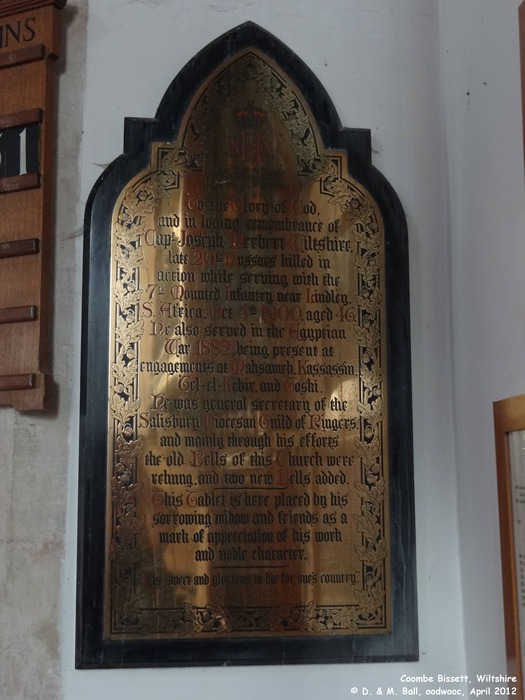 INS
1
To the Glory of God,
and in loving remembrance of
Capt Joseph Herbert Wiltshire,
late 20th Hussars killed in
action while serving with the
7th Mounted Infantry near Lindley,
S. Africa, Oct 4th 1900, aged 46.
He also served in the Egyptian
War 1882, being present at
engagements at Mahsameh, Kassassin,
Tel-el-Kebir, and Toski.
He was general secretary of the
Salisbury Diocesan Guild of Ringers,
and mainly through his efforts
the old Bells of this Church were
rehung, and two new Bells added.
This Tablet is here placed by his
sorrowing widow and friends as a
mark of appreciation of his work
and noble character.
"Tis sweet and glorious to die for one's country".
Coombe Bissett, Wiltshire
© D. & M. Ball, oodwooc, April 2012